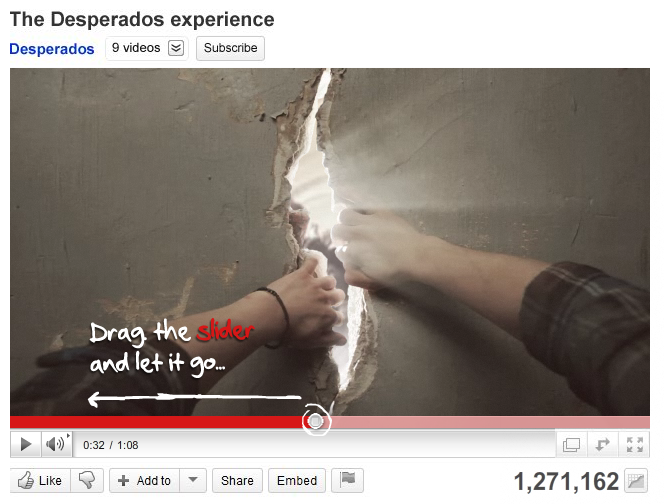 The Desperados experience
Desperados 9 videos Subscribe
Drag the slider
and let it go...
0:32 / 1:08
Like Add to Share Embed 1,271,162